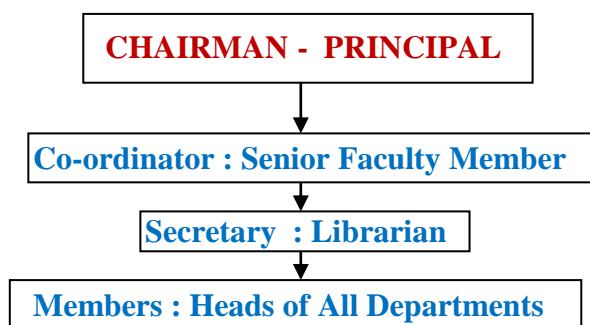 CHAIRMAN - PRINCIPAL
Co-ordinator : Senior Faculty Member
Secretary : Librarian
Members : Heads of All Departments